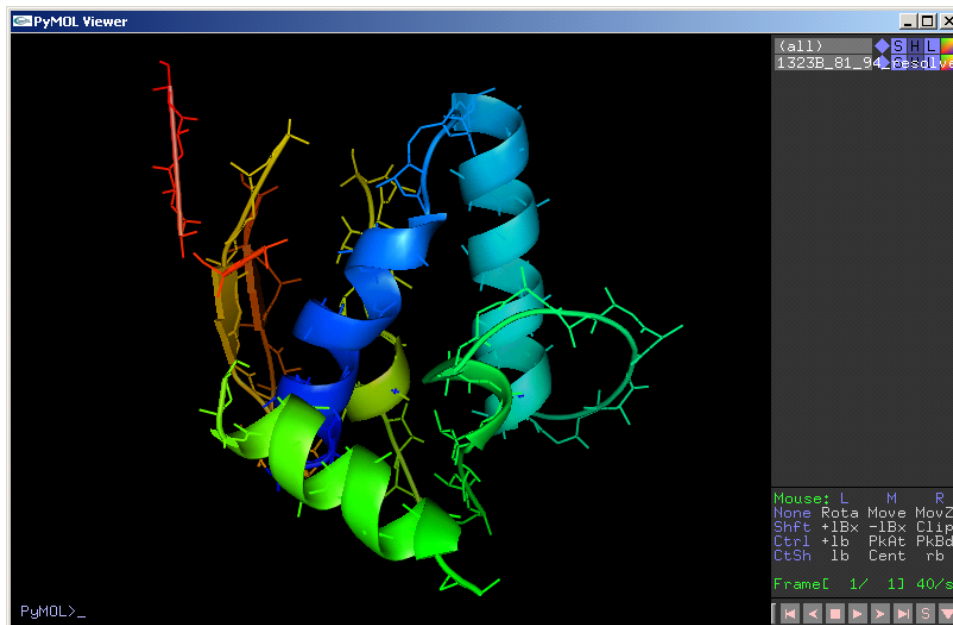 PyMOL Viewer
(all) S H L
1323B_81_94_resolve
Mouse: L M R
None Rota Move MovZ
Shft +lBx -lBx Clip
Ctrl +lb PkAt PkBd
CtSh lb Cent rb
Frame[ 1/ 1] 40/s
PyMOL>_
S